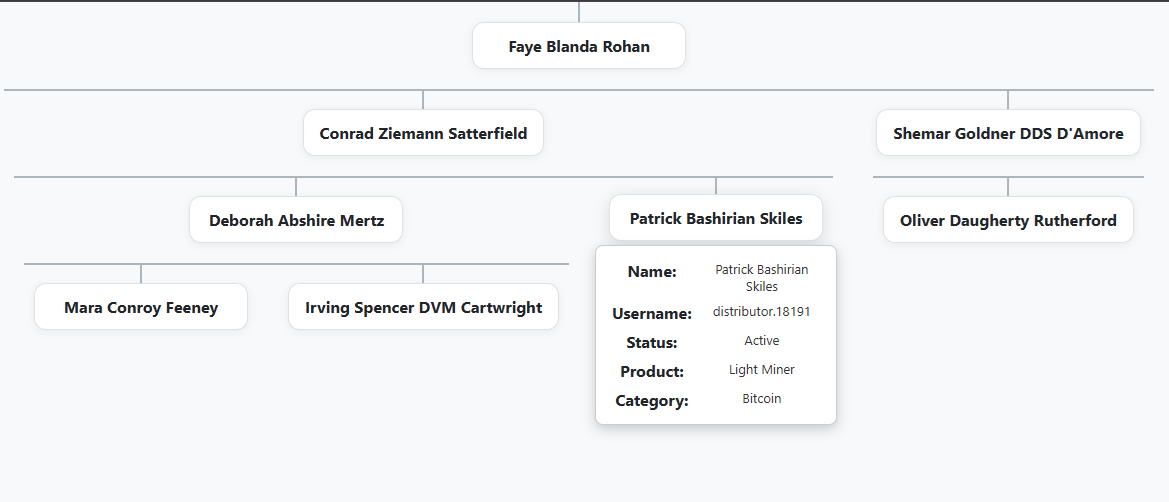 Faye Blanda Rohan
Conrad Ziemann Satterfield
Shemar Goldner DDS D'Amore
Deborah Abshire Mertz
Patrick Bashirian Skiles
Oliver Daugherty Rutherford
Mara Conroy Feeney
Irving Spencer DVM Cartwright
Name: Patrick Bashirian
Skiles
Username: distributor.18191
Status: Active
Product: Light Miner
Category: Bitcoin